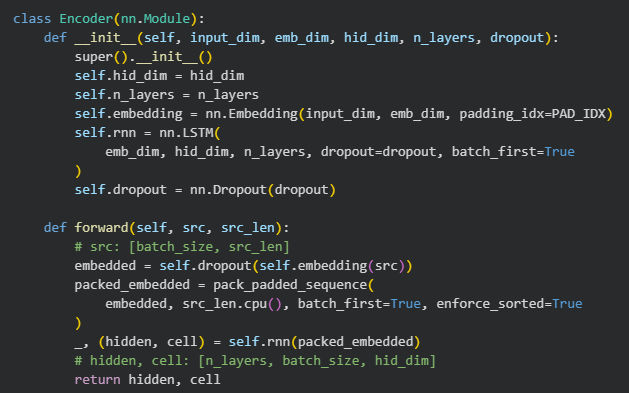 class Encoder(nn.Module):
    def __init__(self, input_dim, emb_dim, hid_dim, n_layers, dropout):
        super().__init__()
        self.hid_dim = hid_dim
        self.n_layers = n_layers
        self.embedding = nn.Embedding(input_dim, emb_dim, padding_idx=PAD_IDX)
        self.rnn = nn.LSTM(
            emb_dim, hid_dim, n_layers, dropout=dropout, batch_first=True
        )
        self.dropout = nn.Dropout(dropout)

    def forward(self, src, src_len):
        # src: [batch_size, src_len]
        embedded = self.dropout(self.embedding(src))
        packed_embedded = pack_padded_sequence(
            embedded, src_len.cpu(), batch_first=True, enforce_sorted=True
        )
        _, (hidden, cell) = self.rnn(packed_embedded)
        # hidden, cell: [n_layers, batch_size, hid_dim]
        return hidden, cell